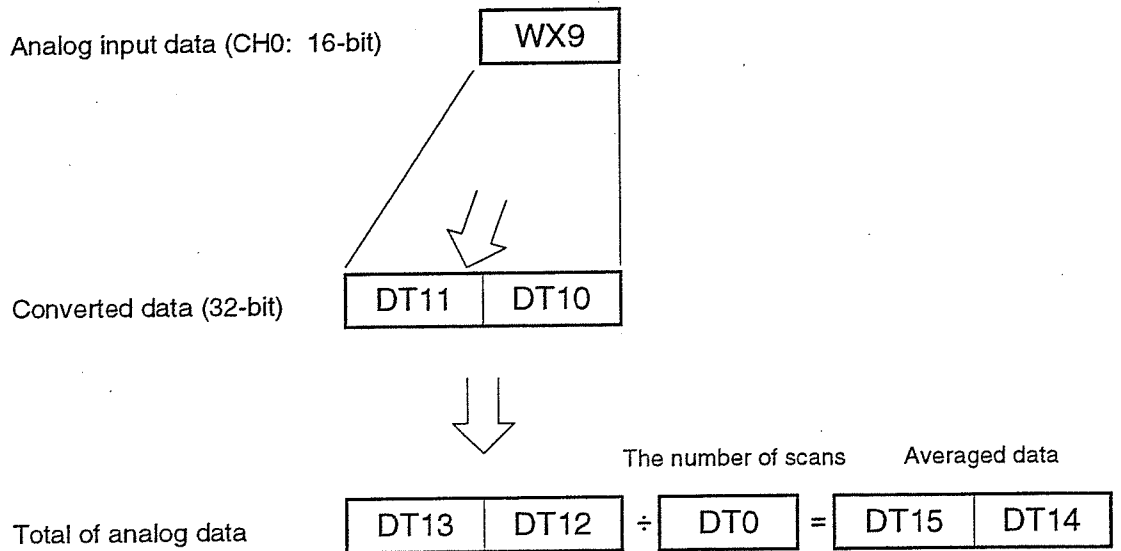 Analog input data (CH0: 16-bit) WX9
Converted data (32-bit) DT11 DT10
The number of scans Averaged data
Total of analog data DT13 DT12 ÷ DT0 = DT15 DT14